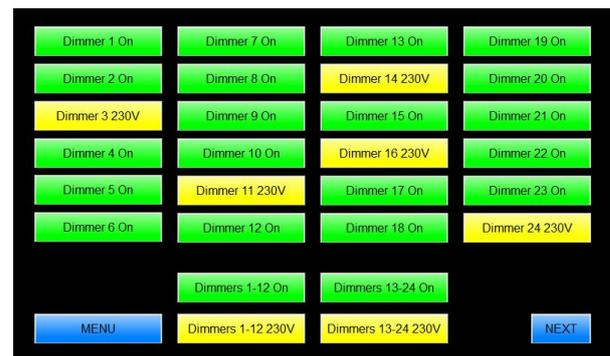 Dimmer 1 On
Dimmer 7 On
Dimmer 13 On
Dimmer 19 On
Dimmer 2 On
Dimmer 8 On
Dimmer 14 230V
Dimmer 20 On
Dimmer 3 230V
Dimmer 9 On
Dimmer 15 On
Dimmer 21 On
Dimmer 4 On
Dimmer 10 On
Dimmer 16 230V
Dimmer 22 On
Dimmer 5 On
Dimmer 11 230V
Dimmer 17 On
Dimmer 23 On
Dimmer 6 On
Dimmer 12 On
Dimmer 18 On
Dimmer 24 230V
Dimmers 1-12 On
Dimmers 13-24 On
MENU
Dimmers 1-12 230V
Dimmers 13-24 230V
NEXT